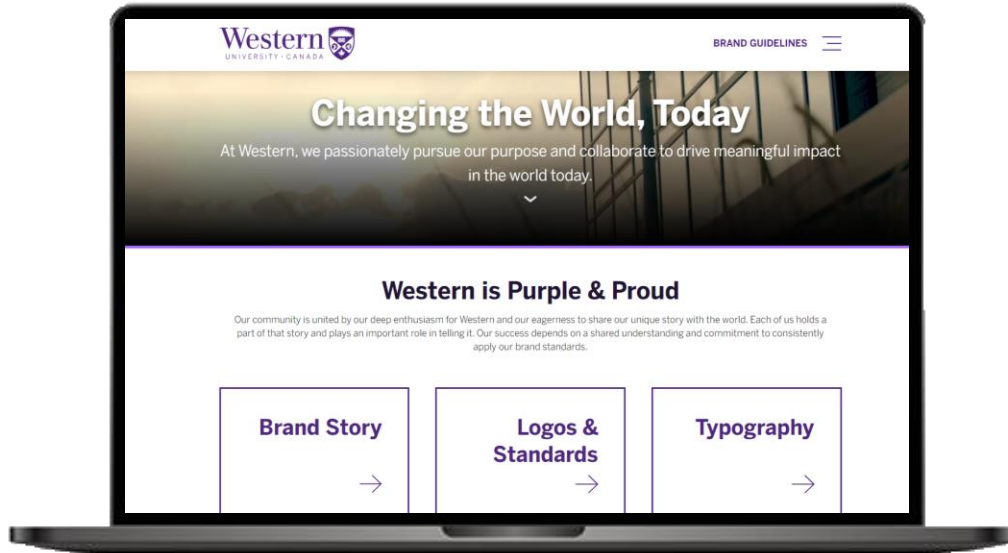 Western
UNIVERSITY · CANADA
BRAND GUIDELINES
Changing the World, Today
At Western, we passionately pursue our purpose and collaborate to drive meaningful impact
in the world today.
Western is Purple & Proud
Our community is united by our deep enthusiasm for Western and our eagerness to share our unique story with the world. Each of us holds a
part of that story and plays an important role in telling it. Our success depends on a shared understanding and commitment to consistently
apply our brand standards.
Brand Story
Logos &
Standards
Typography